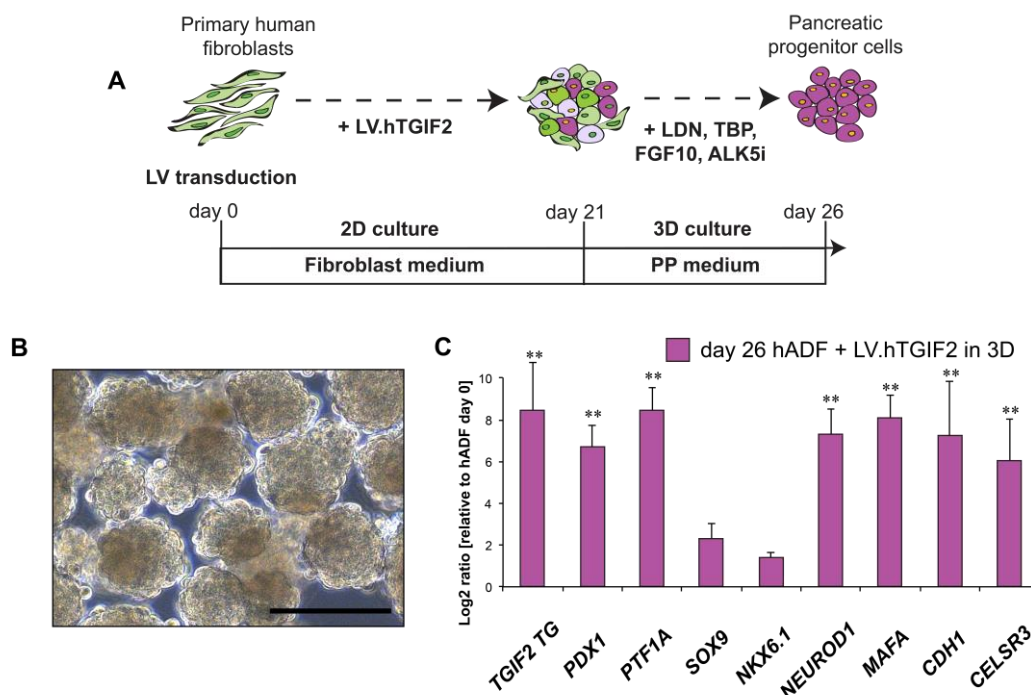 Primary human
fibroblasts
Pancreatic
progenitor cells
A
+ LV.hTGIF2
+ LDN, TBP,
FGF10, ALK5i
LV transduction
day 0
day 21
day 26
2D culture
3D culture
Fibroblast medium
PP medium
B
C
day 26 hADF + LV.hTGIF2 in 3D
Log2 ratio [relative to hADF day 0]
10
8
6
4
2
0
**
**
**
**
**
**
**
TGIF2 TG
PDX1
PTF1A
SOX9
NKX6.1
NEUROD1
MAFA
CDH1
CELSR3